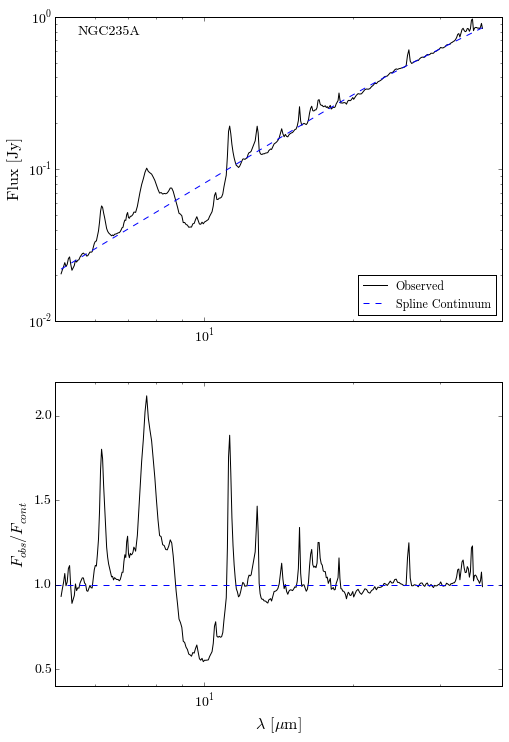 NGC235A
Flux [Jy]
10^0
10^-1
10^-2
10^1
Observed
Spline Continuum
F_obs/F_cont
2.0
1.5
1.0
0.5
10^1
λ [μm]